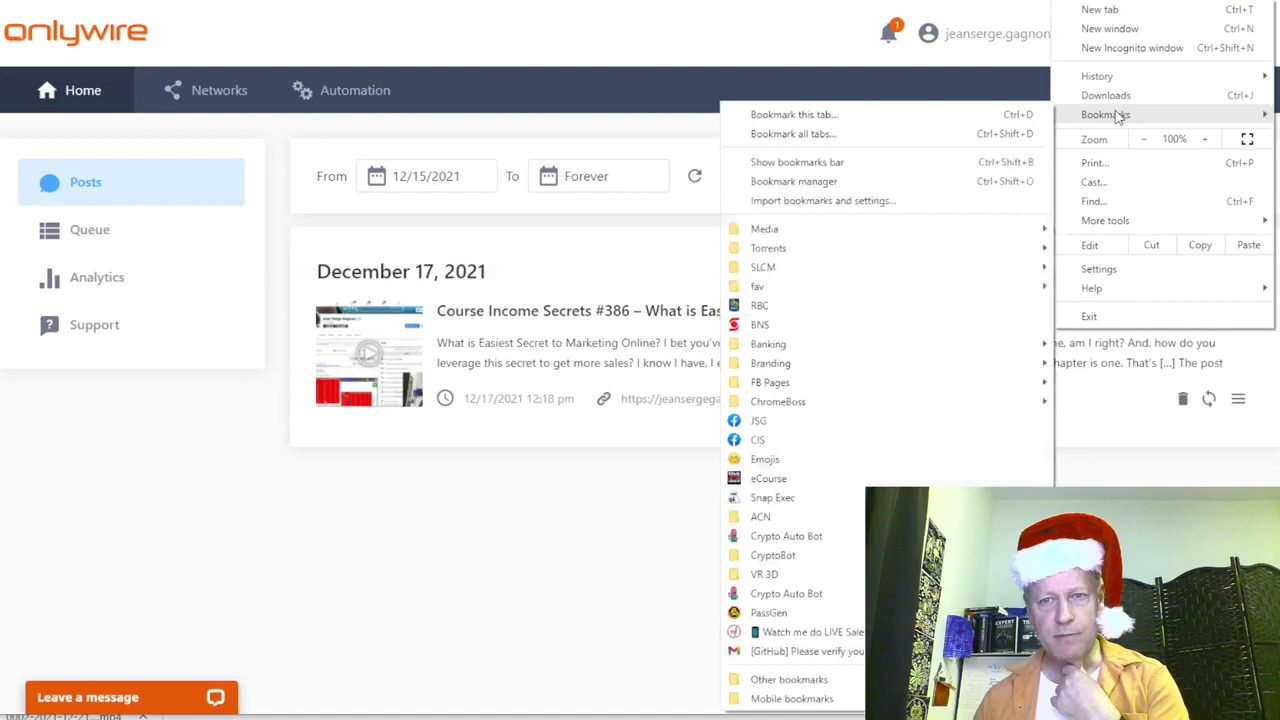 onlywire
1
jeanserge.gagnon
Home
Networks
Automation
Posts
Queue
Analytics
Support
From
12/15/2021
To
Forever
December 17, 2021
Course Income Secrets #386 – What is Eas
What is Easiest Secret to Marketing Online? I bet you've
leverage this secret to get more sales? I know I have, I e
, am I right? And, how do you
hapter is one. That's [...] The post
12/17/2021 12:18 pm
https://jeansergega
New tab Ctrl+T
New window Ctrl+N
New Incognito window Ctrl+Shift+N
History
Downloads Ctrl+J
Bookmarks
Zoom − 100% +
Print... Ctrl+P
Cast...
Find... Ctrl+F
More tools
Edit Cut Copy Paste
Settings
Help
Exit
Bookmark this tab... Ctrl+D
Bookmark all tabs... Ctrl+Shift+D
Show bookmarks bar Ctrl+Shift+B
Bookmark manager Ctrl+Shift+O
Import bookmarks and settings...
Media
Torrents
SLCM
fav
RBC
BNS
Banking
Branding
FB Pages
ChromeBoss
JSG
CIS
Emojis
eCourse
Snap Exec
ACN
Crypto Auto Bot
CryptoBot
VR 3D
Crypto Auto Bot
PassGen
Watch me do LIVE Sale
[GitHub] Please verify you
Other bookmarks
Mobile bookmarks
EXPERT
Leave a message